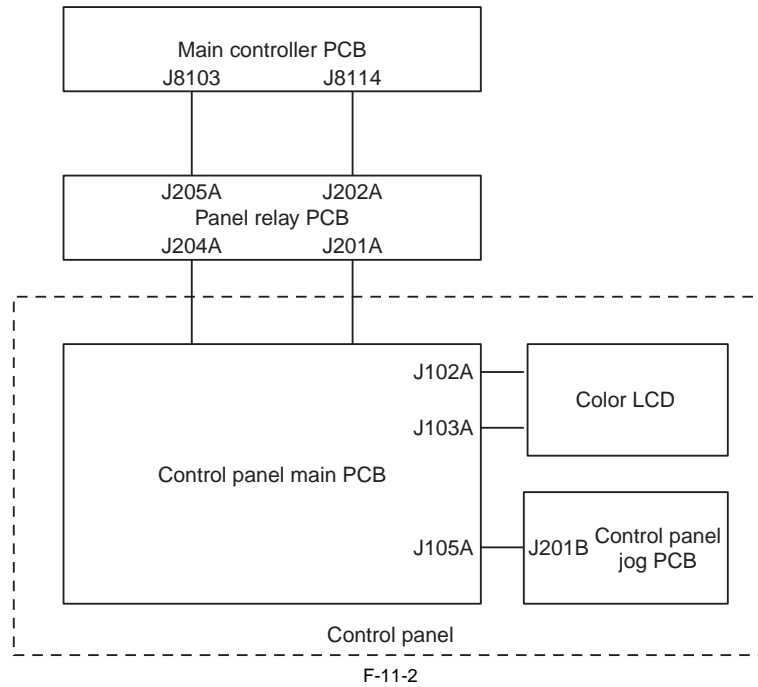 Main controller PCB
J8103 J8114
J205A J202A
Panel relay PCB
J204A J201A
J102A
Color LCD
J103A
Control panel main PCB
J105A
J201B
Control panel
jog PCB
Control panel
F-11-2